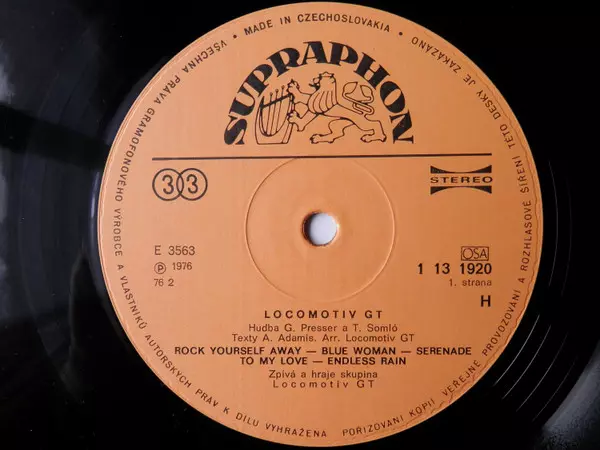 MADE IN CZECHOSLOVAKIA
VŠECHNA PRÁVA GRAMOFONOVÉHO VÝROBCE A VLASTNÍKŮ AUTORSKÝCH PRÁV K DÍLU VYHRAŽENA. POŘIZOVÁNÍ KOPIÍ VEŘEJNÉ PROVOZOVÁNÍ A ROZHLASOVÉ ŠÍŘENÍ TÉTO DESKY JE ZAKÁZÁNO
SUPRAPHON
33
STEREO
E 3563
Ⓟ 1976
76 2
OSA
1 13 1920
1. strana
H
LOCOMOTIV GT
Hudba G. Presser a T. Somló
Texty A. Adamis. Arr. Locomotiv GT
ROCK YOURSELF AWAY — BLUE WOMAN — SERENADE
TO MY LOVE — ENDLESS RAIN
Zpívá a hraje skupina
Locomotiv GT